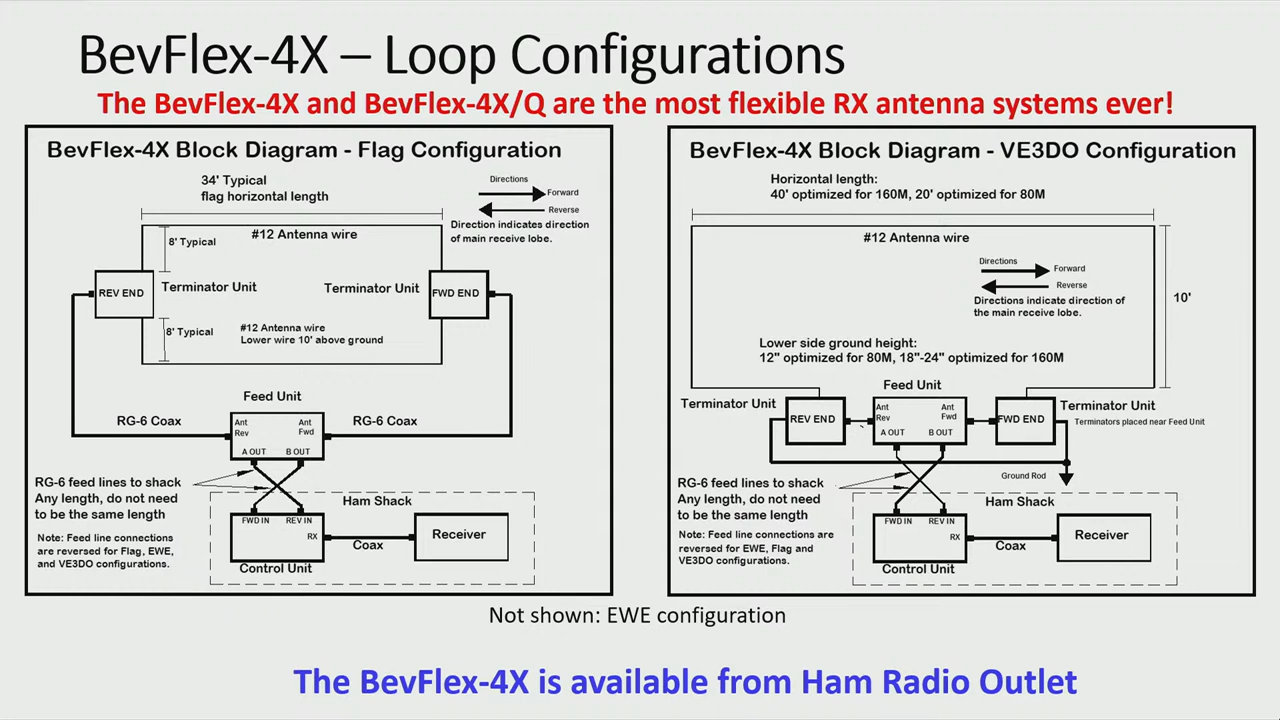 BevFlex-4X – Loop Configurations
The BevFlex-4X and BevFlex-4X/Q are the most flexible RX antenna systems ever!
BevFlex-4X Block Diagram - Flag Configuration
34' Typical
flag horizontal length
Directions
Forward
Reverse
Direction indicates direction
of main receive lobe.
#12 Antenna wire
8' Typical
REV END
Terminator Unit
Terminator Unit
FWD END
8' Typical
#12 Antenna wire
Lower wire 10' above ground
Feed Unit
RG-6 Coax
RG-6 Coax
Ant
Rev
Ant
Fwd
A OUT
B OUT
RG-6 feed lines to shack
Any length, do not need
to be the same length
Note: Feed line connections
are reversed for Flag, EWE,
and VE3DO configurations.
Ham Shack
FWD IN
REV IN
RX
Coax
Receiver
Control Unit
BevFlex-4X Block Diagram - VE3DO Configuration
Horizontal length:
40' optimized for 160M, 20' optimized for 80M
#12 Antenna wire
Directions
Forward
Reverse
Directions indicate direction of
the main receive lobe.
10'
Lower side ground height:
12" optimized for 80M, 18"-24" optimized for 160M
Feed Unit
Terminator Unit
REV END
Ant
Rev
Ant
Fwd
A OUT
B OUT
FWD END
Terminator Unit
Terminators placed near Feed Unit
Ground Rod
RG-6 feed lines to shack
Any length, do not need
to be the same length
Note: Feed line connections are
reversed for EWE, Flag and
VE3DO configurations.
Ham Shack
FWD IN
REV IN
RX
Coax
Receiver
Control Unit
Not shown: EWE configuration
The BevFlex-4X is available from Ham Radio Outlet